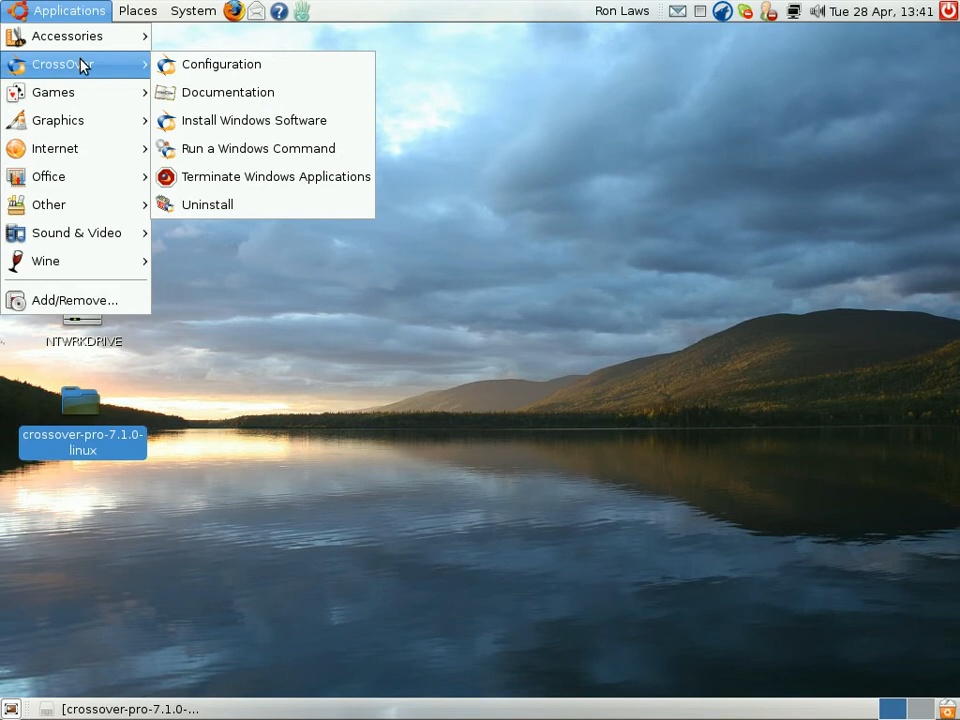 Applications Places System Ron Laws Tue 28 Apr, 13:41
Accessories
CrossOver
Games
Graphics
Internet
Office
Other
Sound & Video
Wine
Add/Remove...
Configuration
Documentation
Install Windows Software
Run a Windows Command
Terminate Windows Applications
Uninstall
NTWRKDRIVE
crossover-pro-7.1.0-
linux
[crossover-pro-7.1.0-...